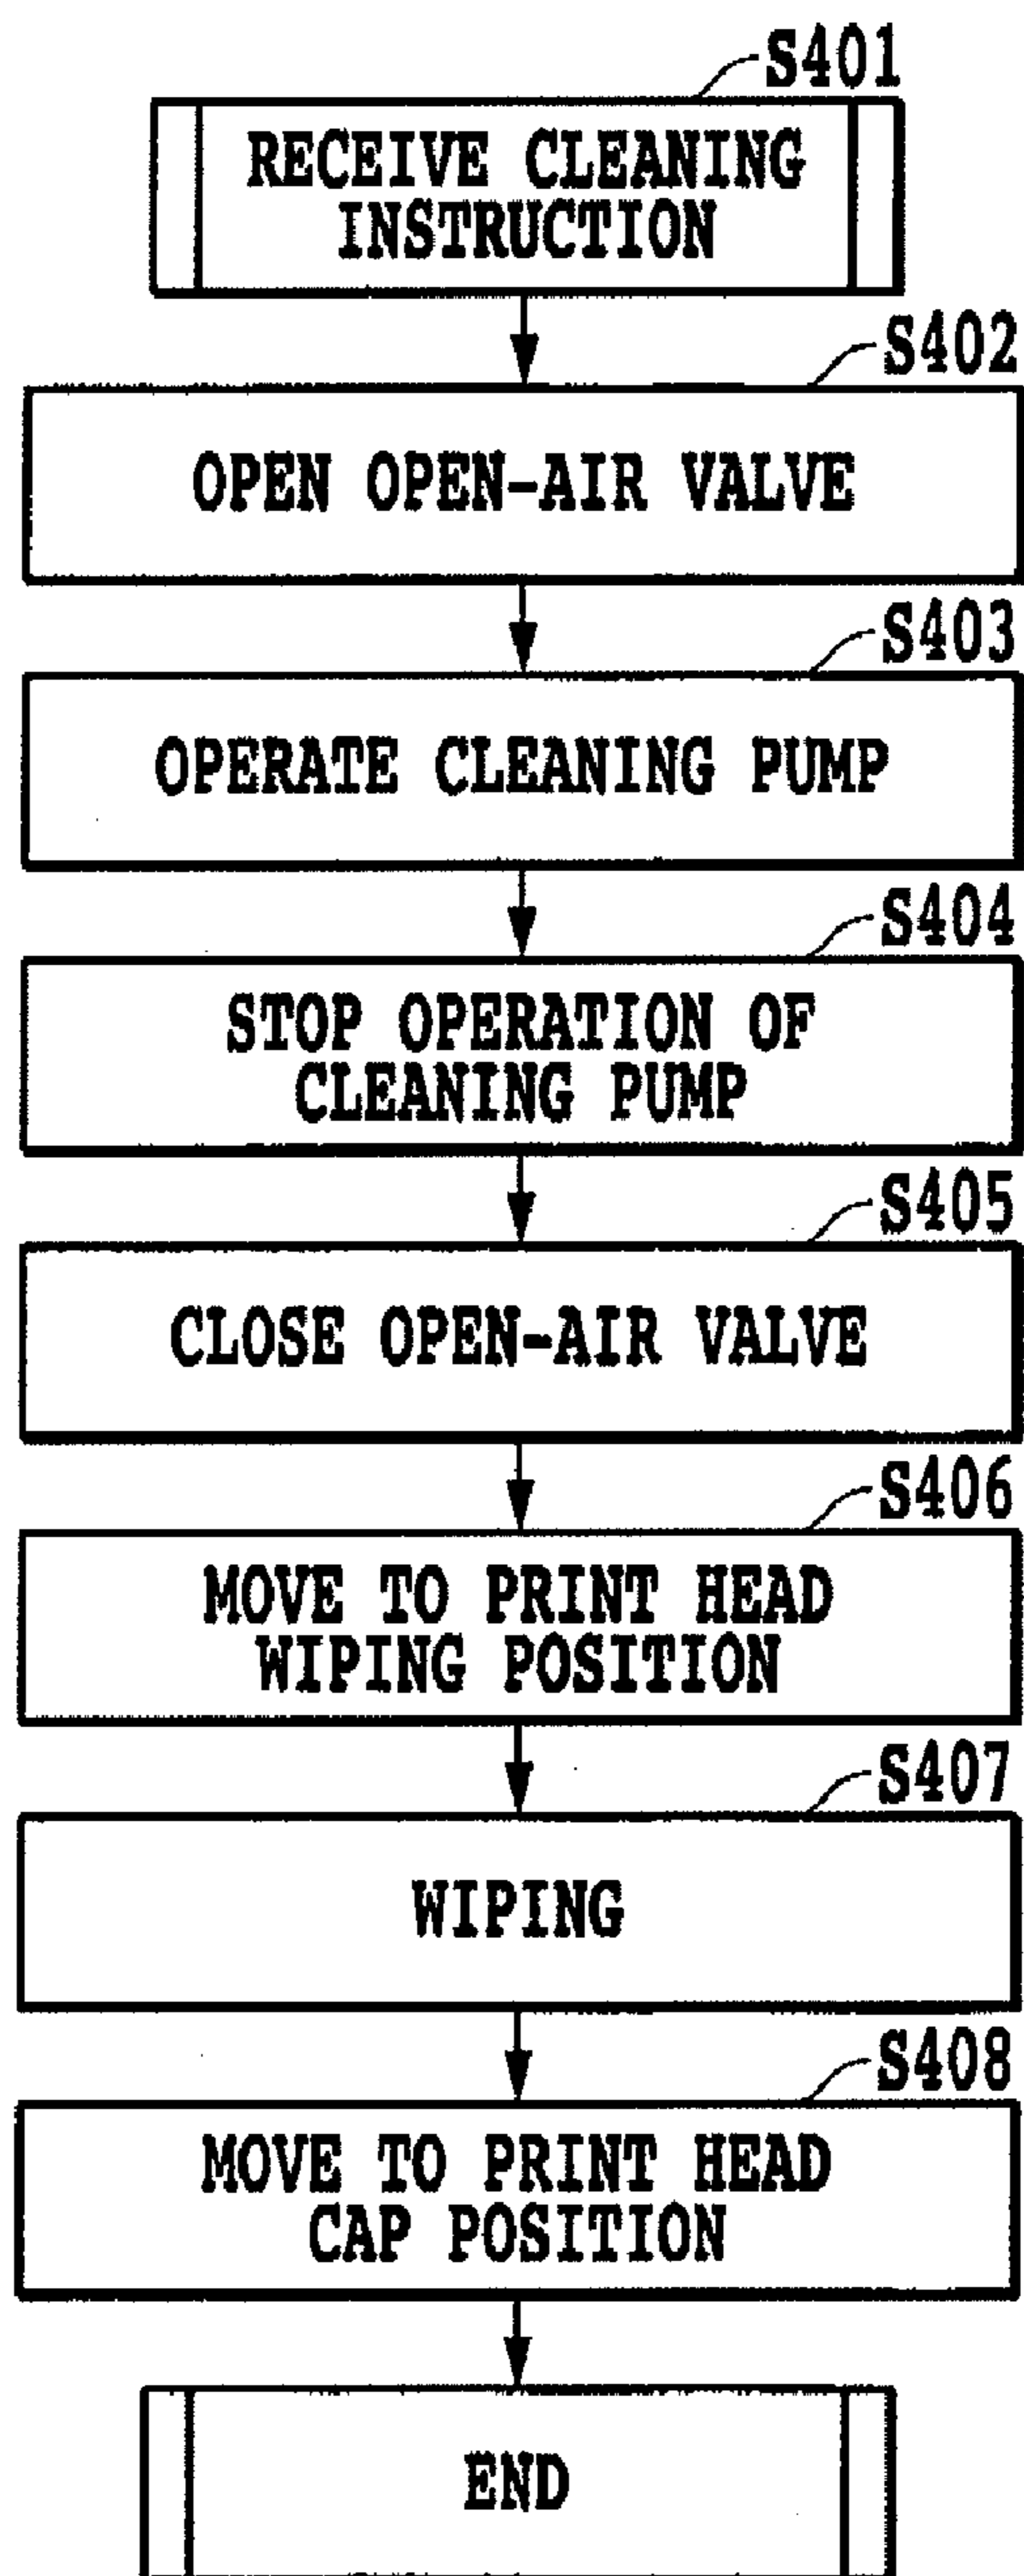 S401
RECEIVE CLEANING
INSTRUCTION
S402
OPEN OPEN-AIR VALVE
S403
OPERATE CLEANING PUMP
S404
STOP OPERATION OF
CLEANING PUMP
S405
CLOSE OPEN-AIR VALVE
S406
MOVE TO PRINT HEAD
WIPING POSITION
S407
WIPING
S408
MOVE TO PRINT HEAD
CAP POSITION
END